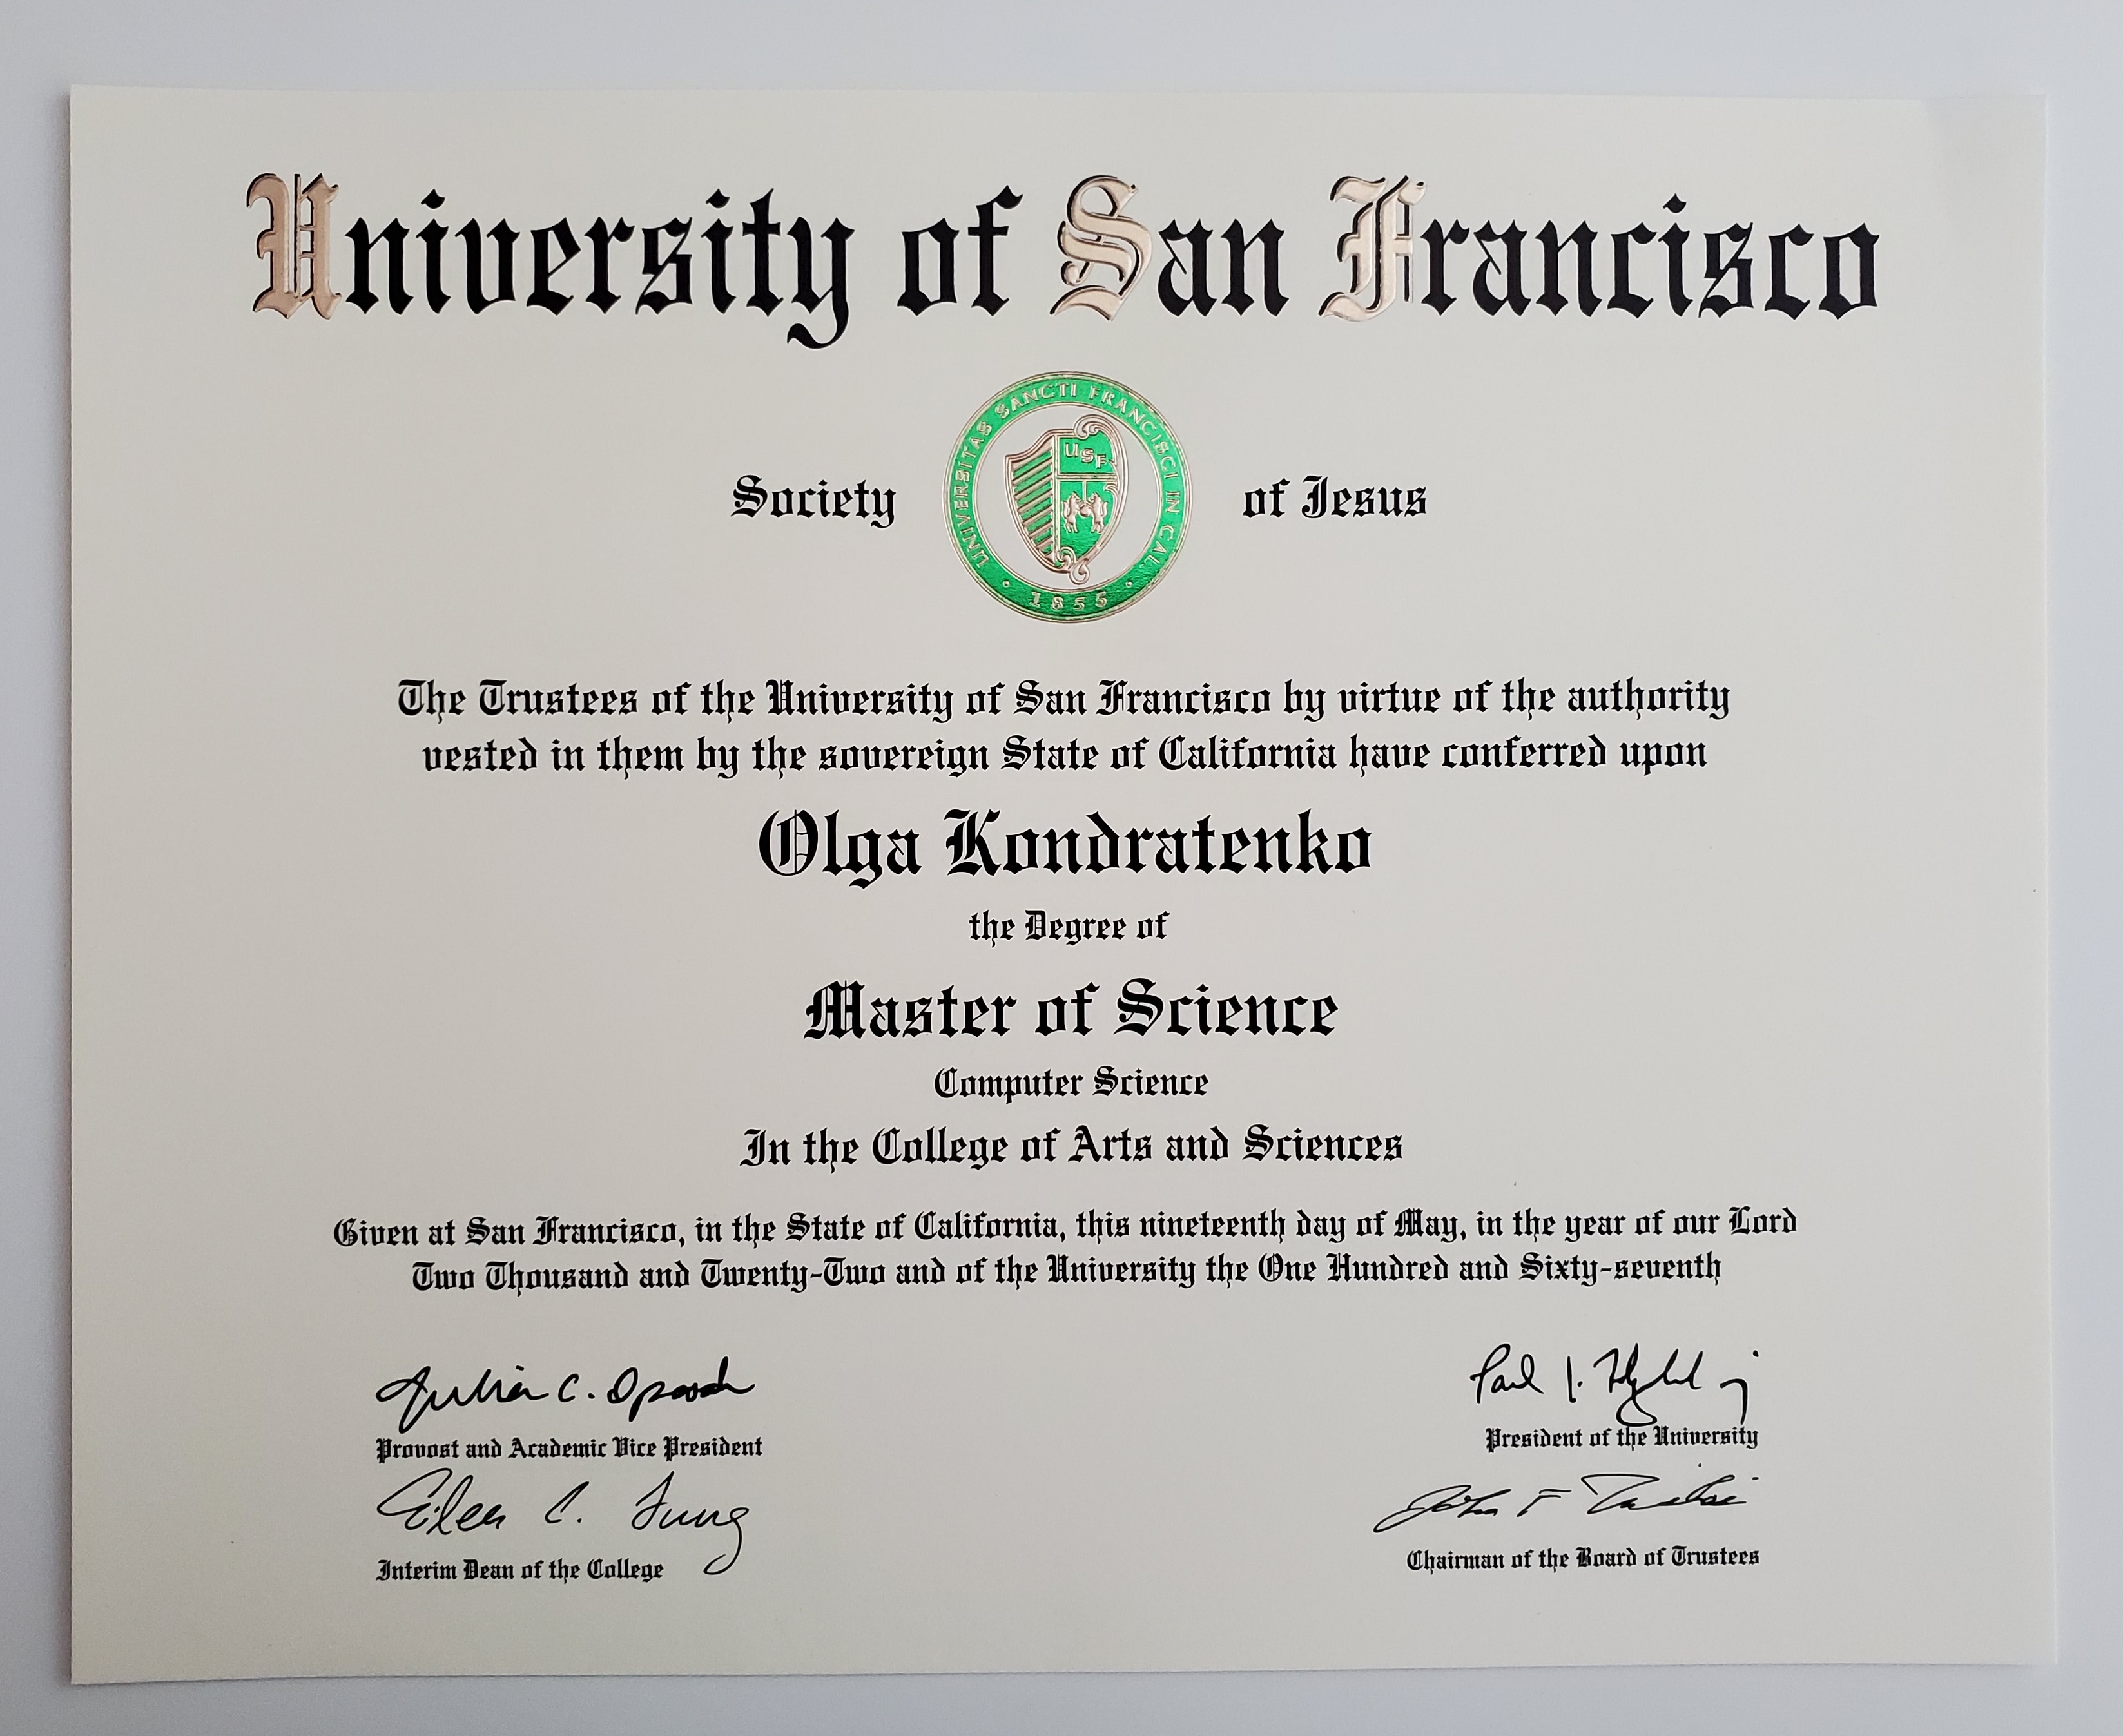 University of San Francisco
Society of Jesus
UNIVERSITAS SANCTI FRANCISCI IN CAL.
· 1855 ·
USF
The Trustees of the University of San Francisco by virtue of the authority
vested in them by the sovereign State of California have conferred upon
Olga Kondratenko
the Degree of
Master of Science
Computer Science
In the College of Arts and Sciences
Given at San Francisco, in the State of California, this nineteenth day of May, in the year of our Lord
Two Thousand and Twenty-Two and of the University the One Hundred and Sixty-seventh
C.
Provost and Academic Vice President
Paul J.
President of the University
Eileen C. Fung
Interim Dean of the College
John F
Chairman of the Board of Trustees